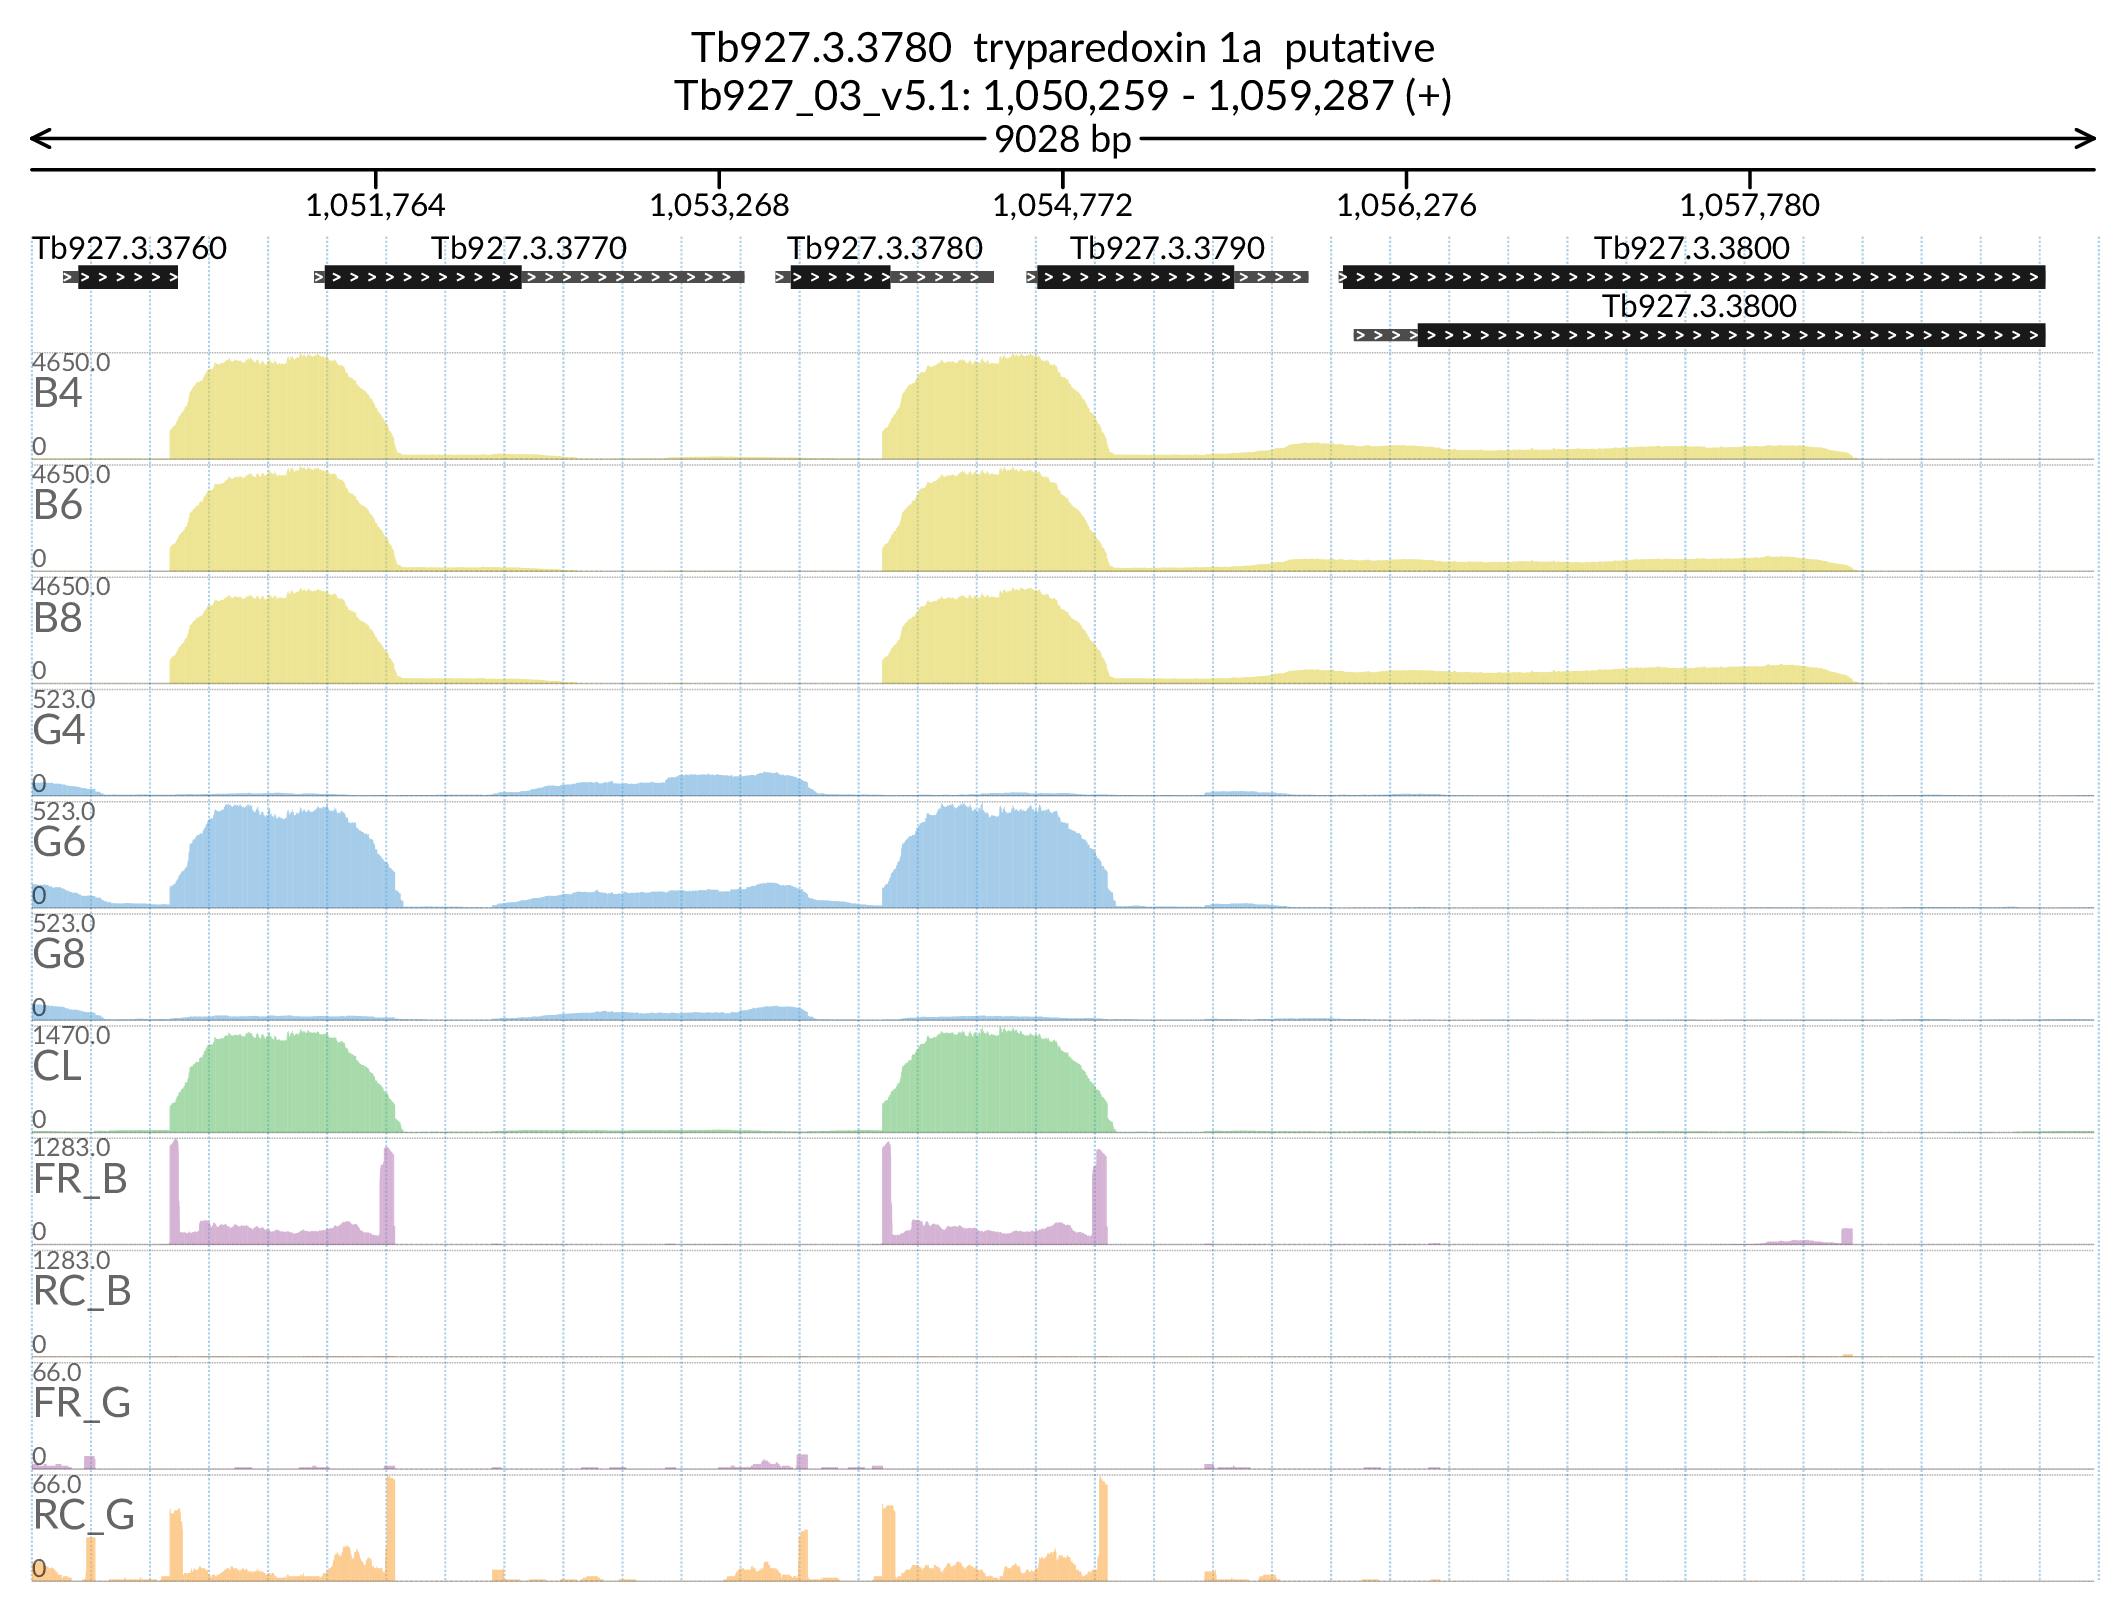 Tb927.3.3780 tryparedoxin 1a putative
Tb927_03_v5.1: 1,050,259 - 1,059,287 (+)
9028 bp
1,051,764 1,053,268 1,054,772 1,056,276 1,057,780
Tb927.3.3760 Tb927.3.3770 Tb927.3.3780 Tb927.3.3790 Tb927.3.3800
Tb927.3.3800
4650.0
B4
0
4650.0
B6
0
4650.0
B8
0
523.0
G4
0
523.0
G6
0
523.0
G8
0
1470.0
CL
0
1283.0
FR_B
0
1283.0
RC_B
0
66.0
FR_G
0
66.0
RC_G
0